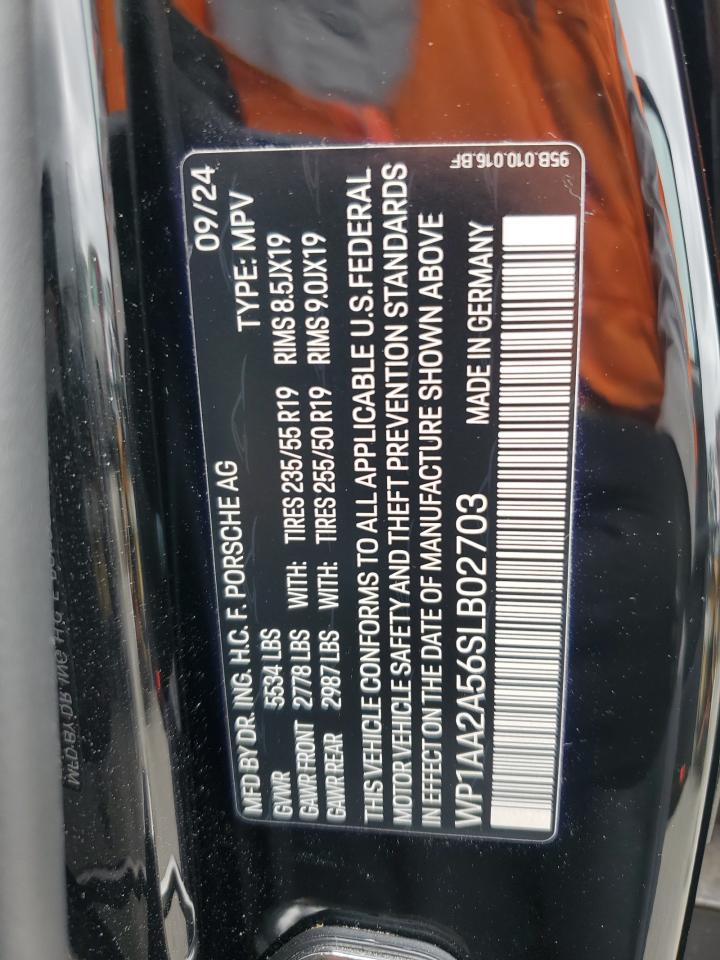 MFD BY DR. ING. H.C. F. PORSCHE AG 09/24
GVWR 5534 LBS TYPE: MPV
GAWR FRONT 2778 LBS WITH: TIRES 235/55 R19 RIMS 8.5JX19
GAWR REAR 2987 LBS WITH: TIRES 255/50 R19 RIMS 9.0JX19
THIS VEHICLE CONFORMS TO ALL APPLICABLE U.S. FEDERAL
MOTOR VEHICLE SAFETY AND THEFT PREVENTION STANDARDS
IN EFFECT ON THE DATE OF MANUFACTURE SHOWN ABOVE
WP1AA2A56SLB02703 MADE IN GERMANY
95B.010.016.BF